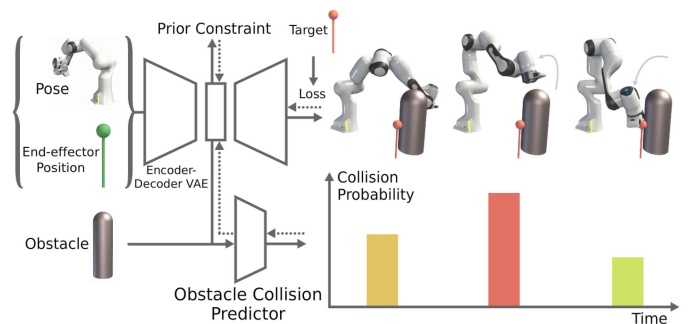 Prior Constraint
Target
Pose
Loss
End-effector
Position
Encoder-
Decoder VAE
Collision
Probability
Obstacle
Obstacle Collision
Predictor
Time